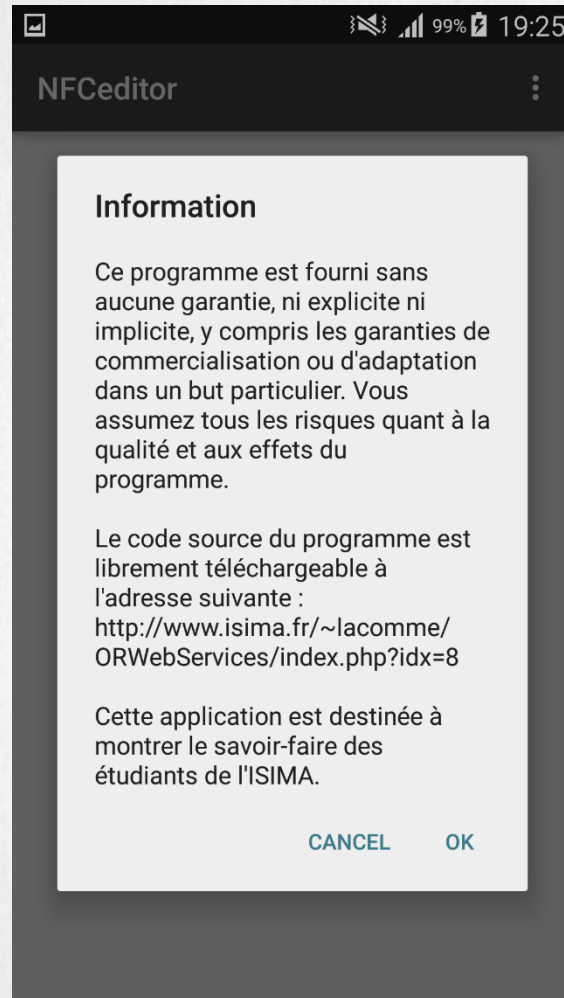 99% 19:25
NFCeditor
Information
Ce programme est fourni sans
aucune garantie, ni explicite ni
implicite, y compris les garanties de
commercialisation ou d'adaptation
dans un but particulier. Vous
assumez tous les risques quant à la
qualité et aux effets du
programme.
Le code source du programme est
librement téléchargeable à
l'adresse suivante :
http://www.isima.fr/~lacomme/
ORWebServices/index.php?idx=8
Cette application est destinée à
montrer le savoir-faire des
étudiants de l'ISIMA.
CANCEL OK